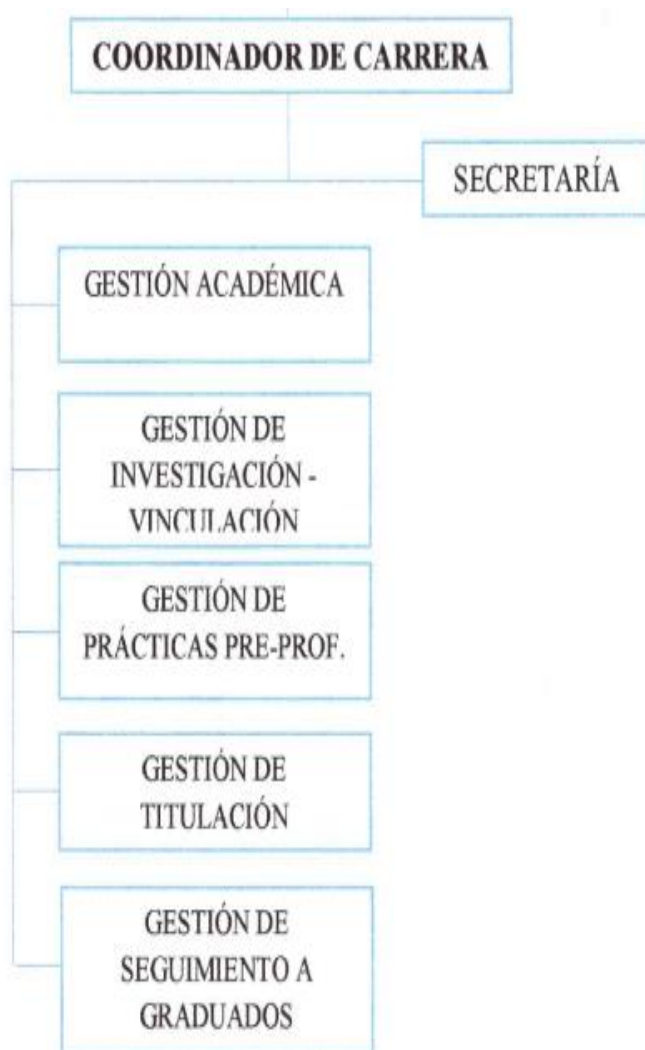 COORDINADOR DE CARRERA
SECRETARÍA
GESTIÓN ACADÉMICA
GESTIÓN DE
INVESTIGACIÓN -
VINCULACIÓN
GESTIÓN DE
PRÁCTICAS PRE-PROF.
GESTIÓN DE
TITULACIÓN
GESTIÓN DE
SEGUIMIENTO A
GRADUADOS